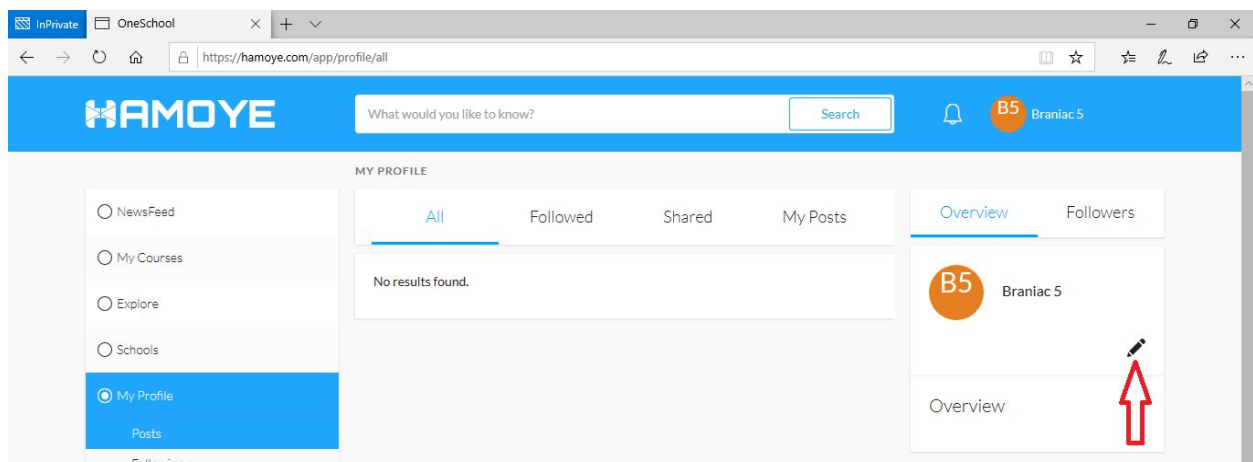 InPrivate OneSchool
https://hamoye.com/app/profile/all
HAMOYE What would you like to know? Search B5 Braniac 5
MY PROFILE
NewsFeed
My Courses
Explore
Schools
My Profile
Posts
All Followed Shared My Posts
No results found.
Overview Followers
B5 Braniac 5
Overview